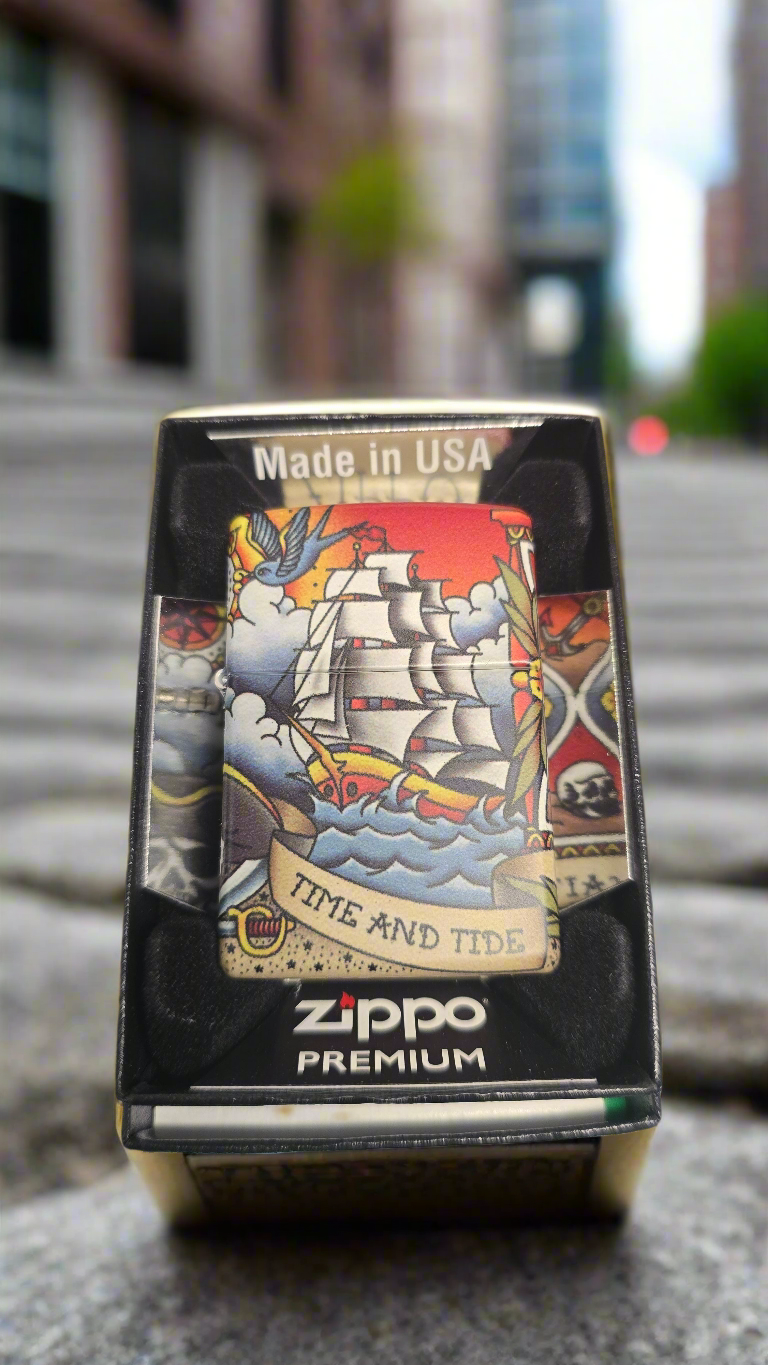 Made in USA
TIME AND TIDE
zippo
PREMIUM